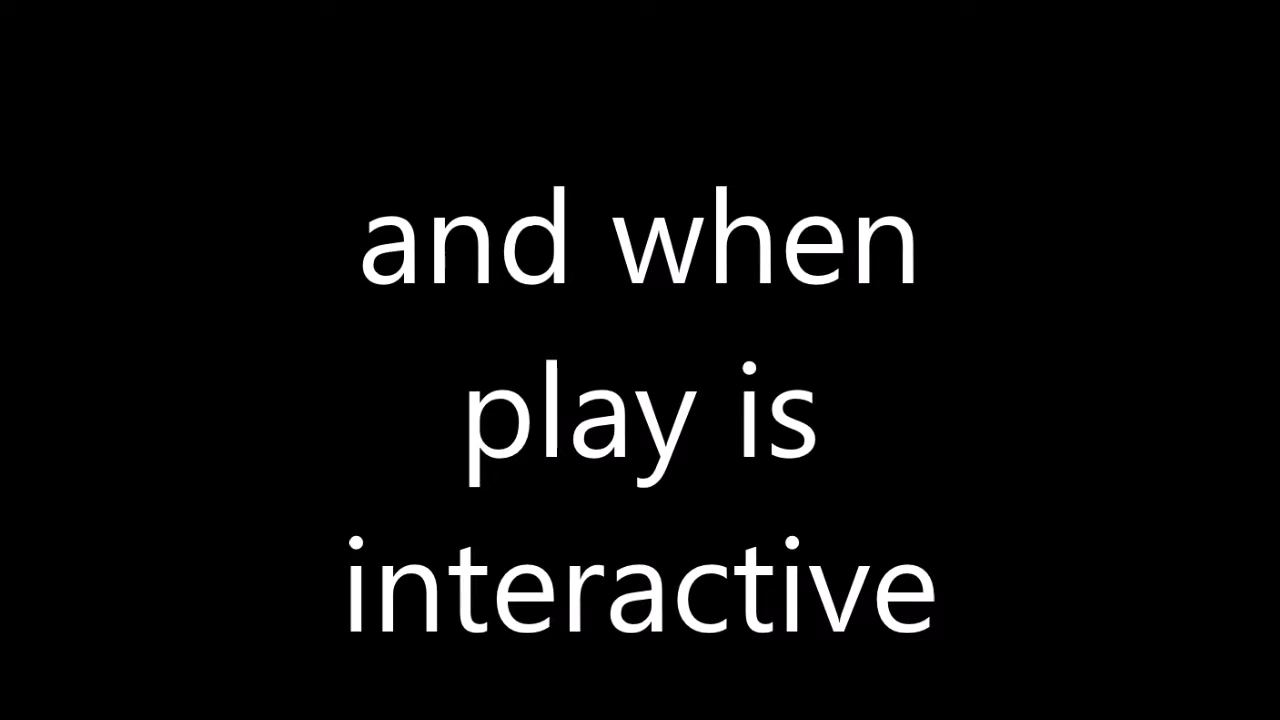 and when
play is
interactive